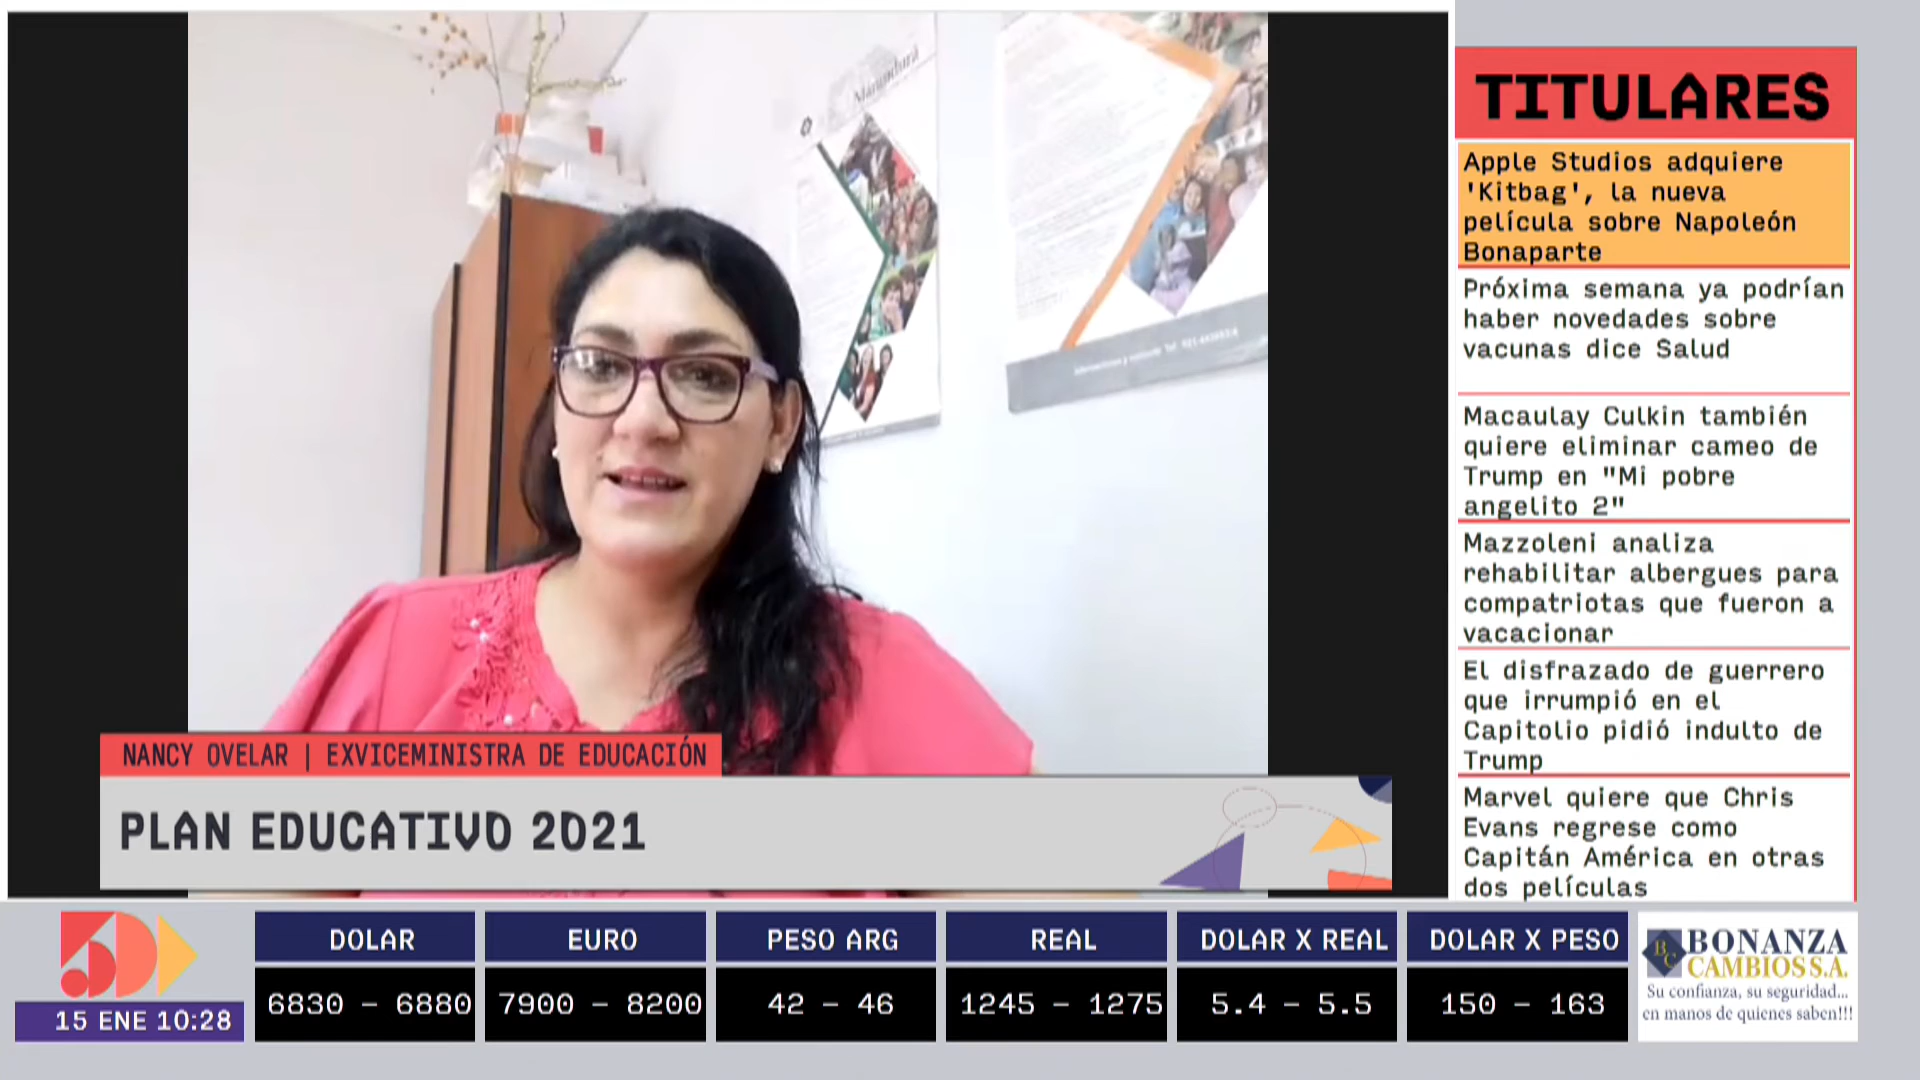 Marandurã
TITULARES
Apple Studios adquiere
'Kitbag', la nueva
película sobre Napoleón
Bonaparte
Próxima semana ya podrían
haber novedades sobre
vacunas dice Salud
Macaulay Culkin también
quiere eliminar cameo de
Trump en "Mi pobre
angelito 2"
Mazzoleni analiza
rehabilitar albergues para
compatriotas que fueron a
vacacionar
El disfrazado de guerrero
que irrumpió en el
Capitolio pidió indulto de
Trump
Marvel quiere que Chris
Evans regrese como
Capitán América en otras
dos películas
NANCY OVELAR | EXVICEMINISTRA DE EDUCACIÓN
PLAN EDUCATIVO 2021
5D
15 ENE 10:28
DOLAR
6830 - 6880
EURO
7900 - 8200
PESO ARG
42 - 46
REAL
1245 - 1275
DOLAR X REAL
5.4 - 5.5
DOLAR X PESO
150 - 163
BC
BONANZA
CAMBIOS S.A.
Su confianza, su seguridad...
en manos de quienes saben!!!